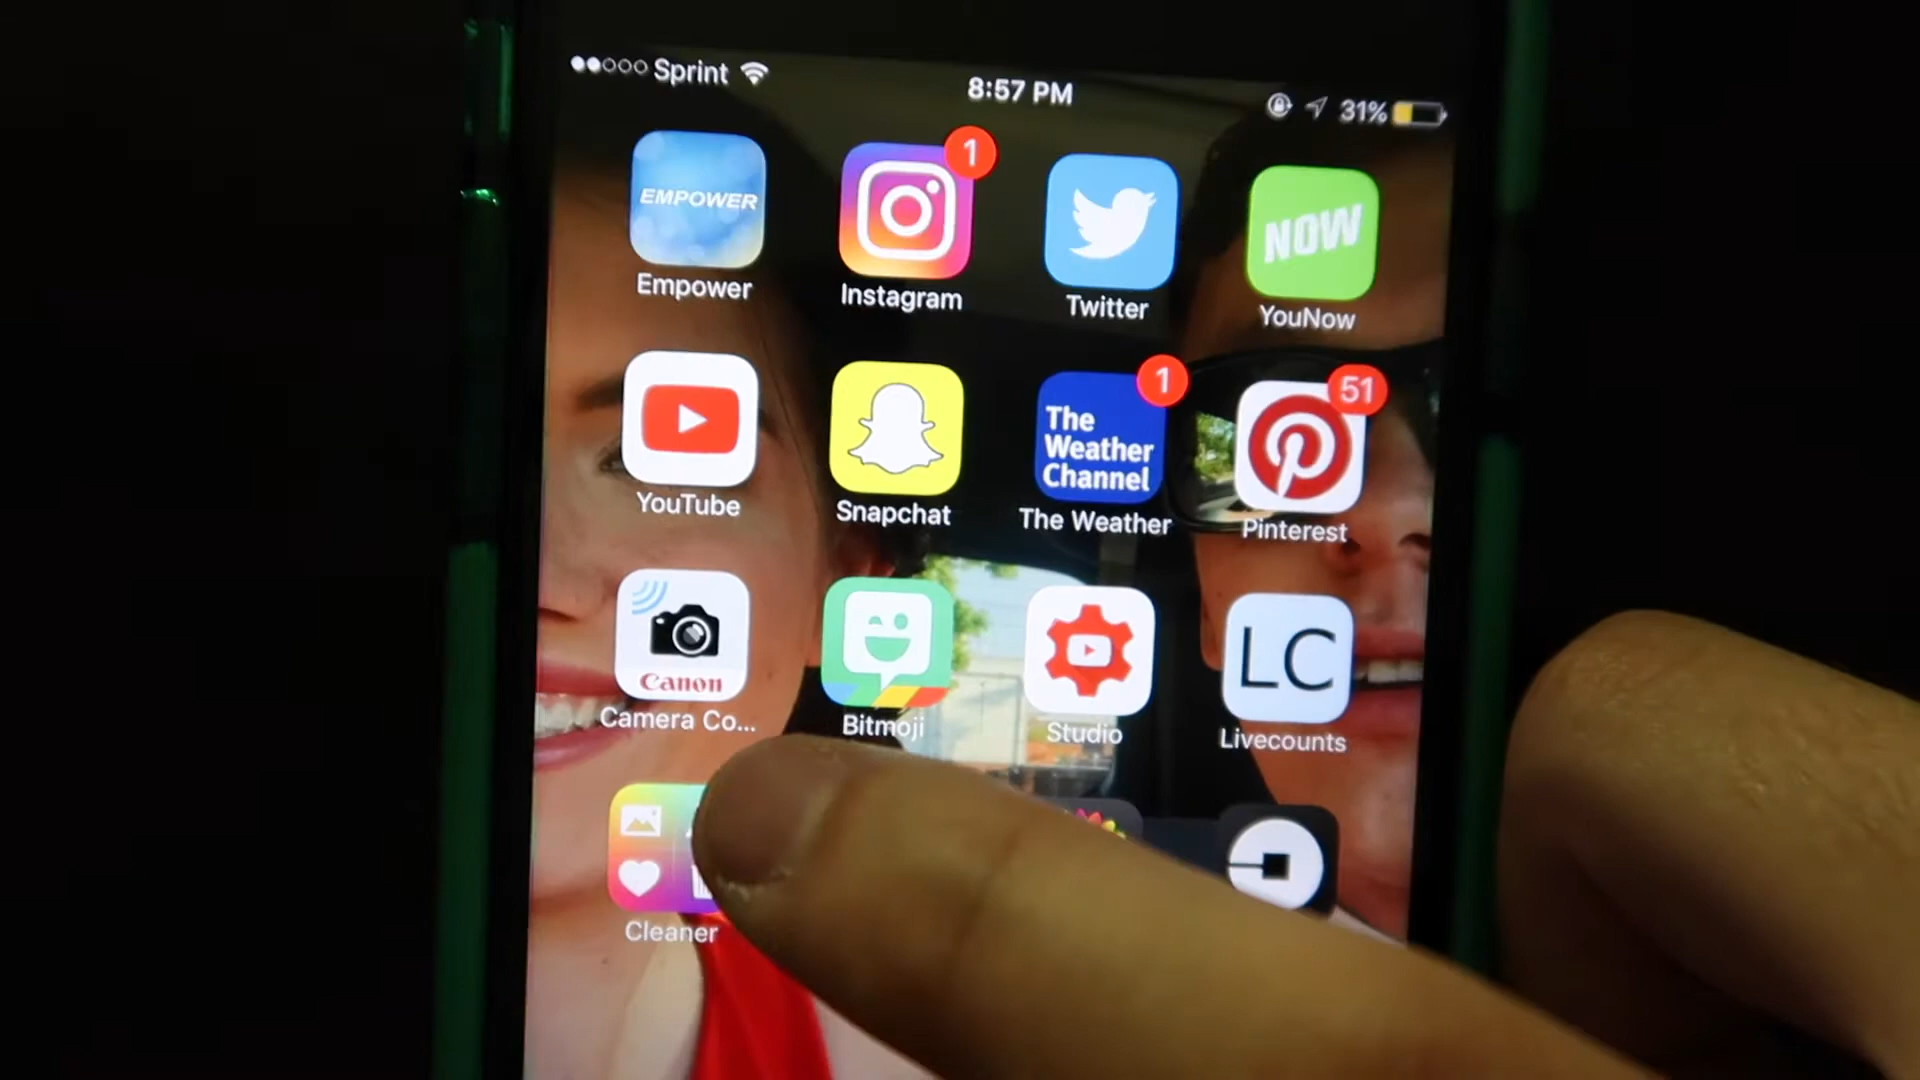 Sprint 8:57 PM 31%
EMPOWER 1 NOW
Empower Instagram Twitter YouNow
1 51
The
Weather
Channel
YouTube Snapchat The Weather Pinterest
Canon LC
Camera Co... Bitmoji Studio Livecounts
Cleaner